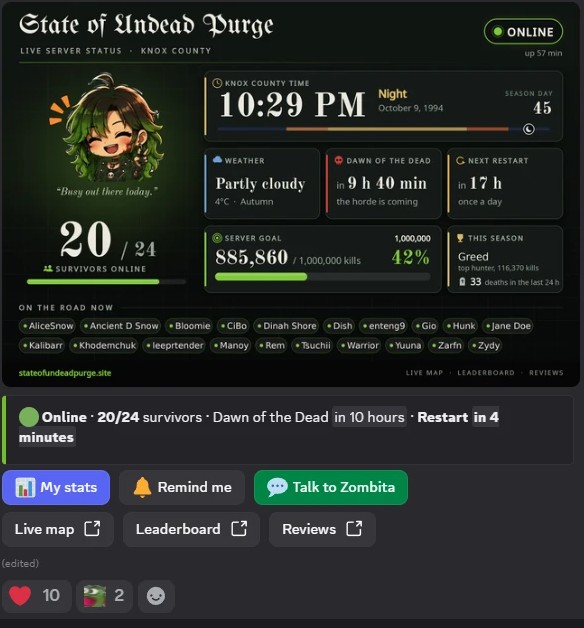 State of Undead Purge
LIVE SERVER STATUS · KNOX COUNTY
ONLINE
up 57 min
"Busy out there today."
20 / 24
SURVIVORS ONLINE
KNOX COUNTY TIME
10:29 PM
Night
October 9, 1994
SEASON DAY
45
WEATHER
Partly cloudy
4°C · Autumn
DAWN OF THE DEAD
in 9 h 40 min
the horde is coming
NEXT RESTART
in 17 h
once a day
SERVER GOAL
1,000,000
885,860 / 1,000,000 kills
42%
THIS SEASON
Greed
top hunter, 116,370 kills
33 deaths in the last 24 h
ON THE ROAD NOW
AliceSnow
Ancient D Snow
Bloomie
CiBo
Dinah Shore
Dish
enteng9
Gio
Hunk
Jane Doe
Kalibarr
Khodemchuk
leeprtender
Manoy
Rem
Tsuchii
Warrior
Yuuna
Zarfn
Zydy
stateofundeadpurge.site
LIVE MAP · LEADERBOARD · REVIEWS
Online · 20/24 survivors · Dawn of the Dead in 10 hours · Restart in 4
minutes
My stats
Remind me
Talk to Zombita
Live map
Leaderboard
Reviews
(edited)
10
2